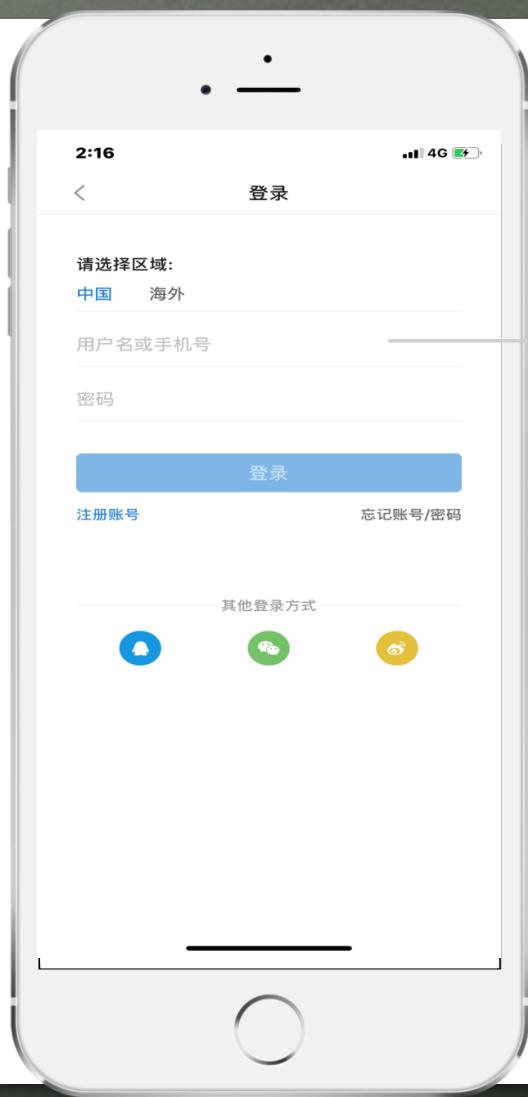 2:16 4G
登录
请选择区域:
中国 海外
用户名或手机号
密码
登录
注册账号 忘记账号/密码
其他登录方式